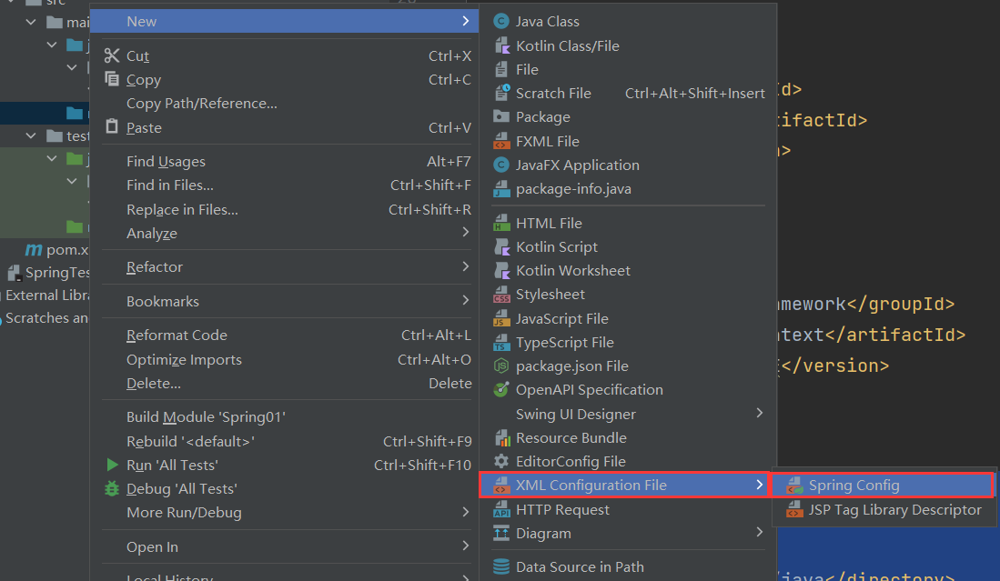 src
mai
test
pom.x
SpringTes
External Libra
Scratches an
New
Cut Ctrl+X
Copy Ctrl+C
Copy Path/Reference...
Paste Ctrl+V
Find Usages Alt+F7
Find in Files... Ctrl+Shift+F
Replace in Files... Ctrl+Shift+R
Analyze
Refactor
Bookmarks
Reformat Code Ctrl+Alt+L
Optimize Imports Ctrl+Alt+O
Delete... Delete
Build Module 'Spring01'
Rebuild '<default>' Ctrl+Shift+F9
Run 'All Tests' Ctrl+Shift+F10
Debug 'All Tests'
More Run/Debug
Open In
Local History
Java Class
Kotlin Class/File
File
Scratch File Ctrl+Alt+Shift+Insert
Package
FXML File
JavaFX Application
package-info.java
HTML File
Kotlin Script
Kotlin Worksheet
Stylesheet
JavaScript File
TypeScript File
package.json File
OpenAPI Specification
Swing UI Designer
Resource Bundle
EditorConfig File
XML Configuration File
HTTP Request
Diagram
Data Source in Path
Spring Config
JSP Tag Library Descriptor
d>
tifactId>
>
mework</groupId>
text</artifactId>
</version>
java</directory>